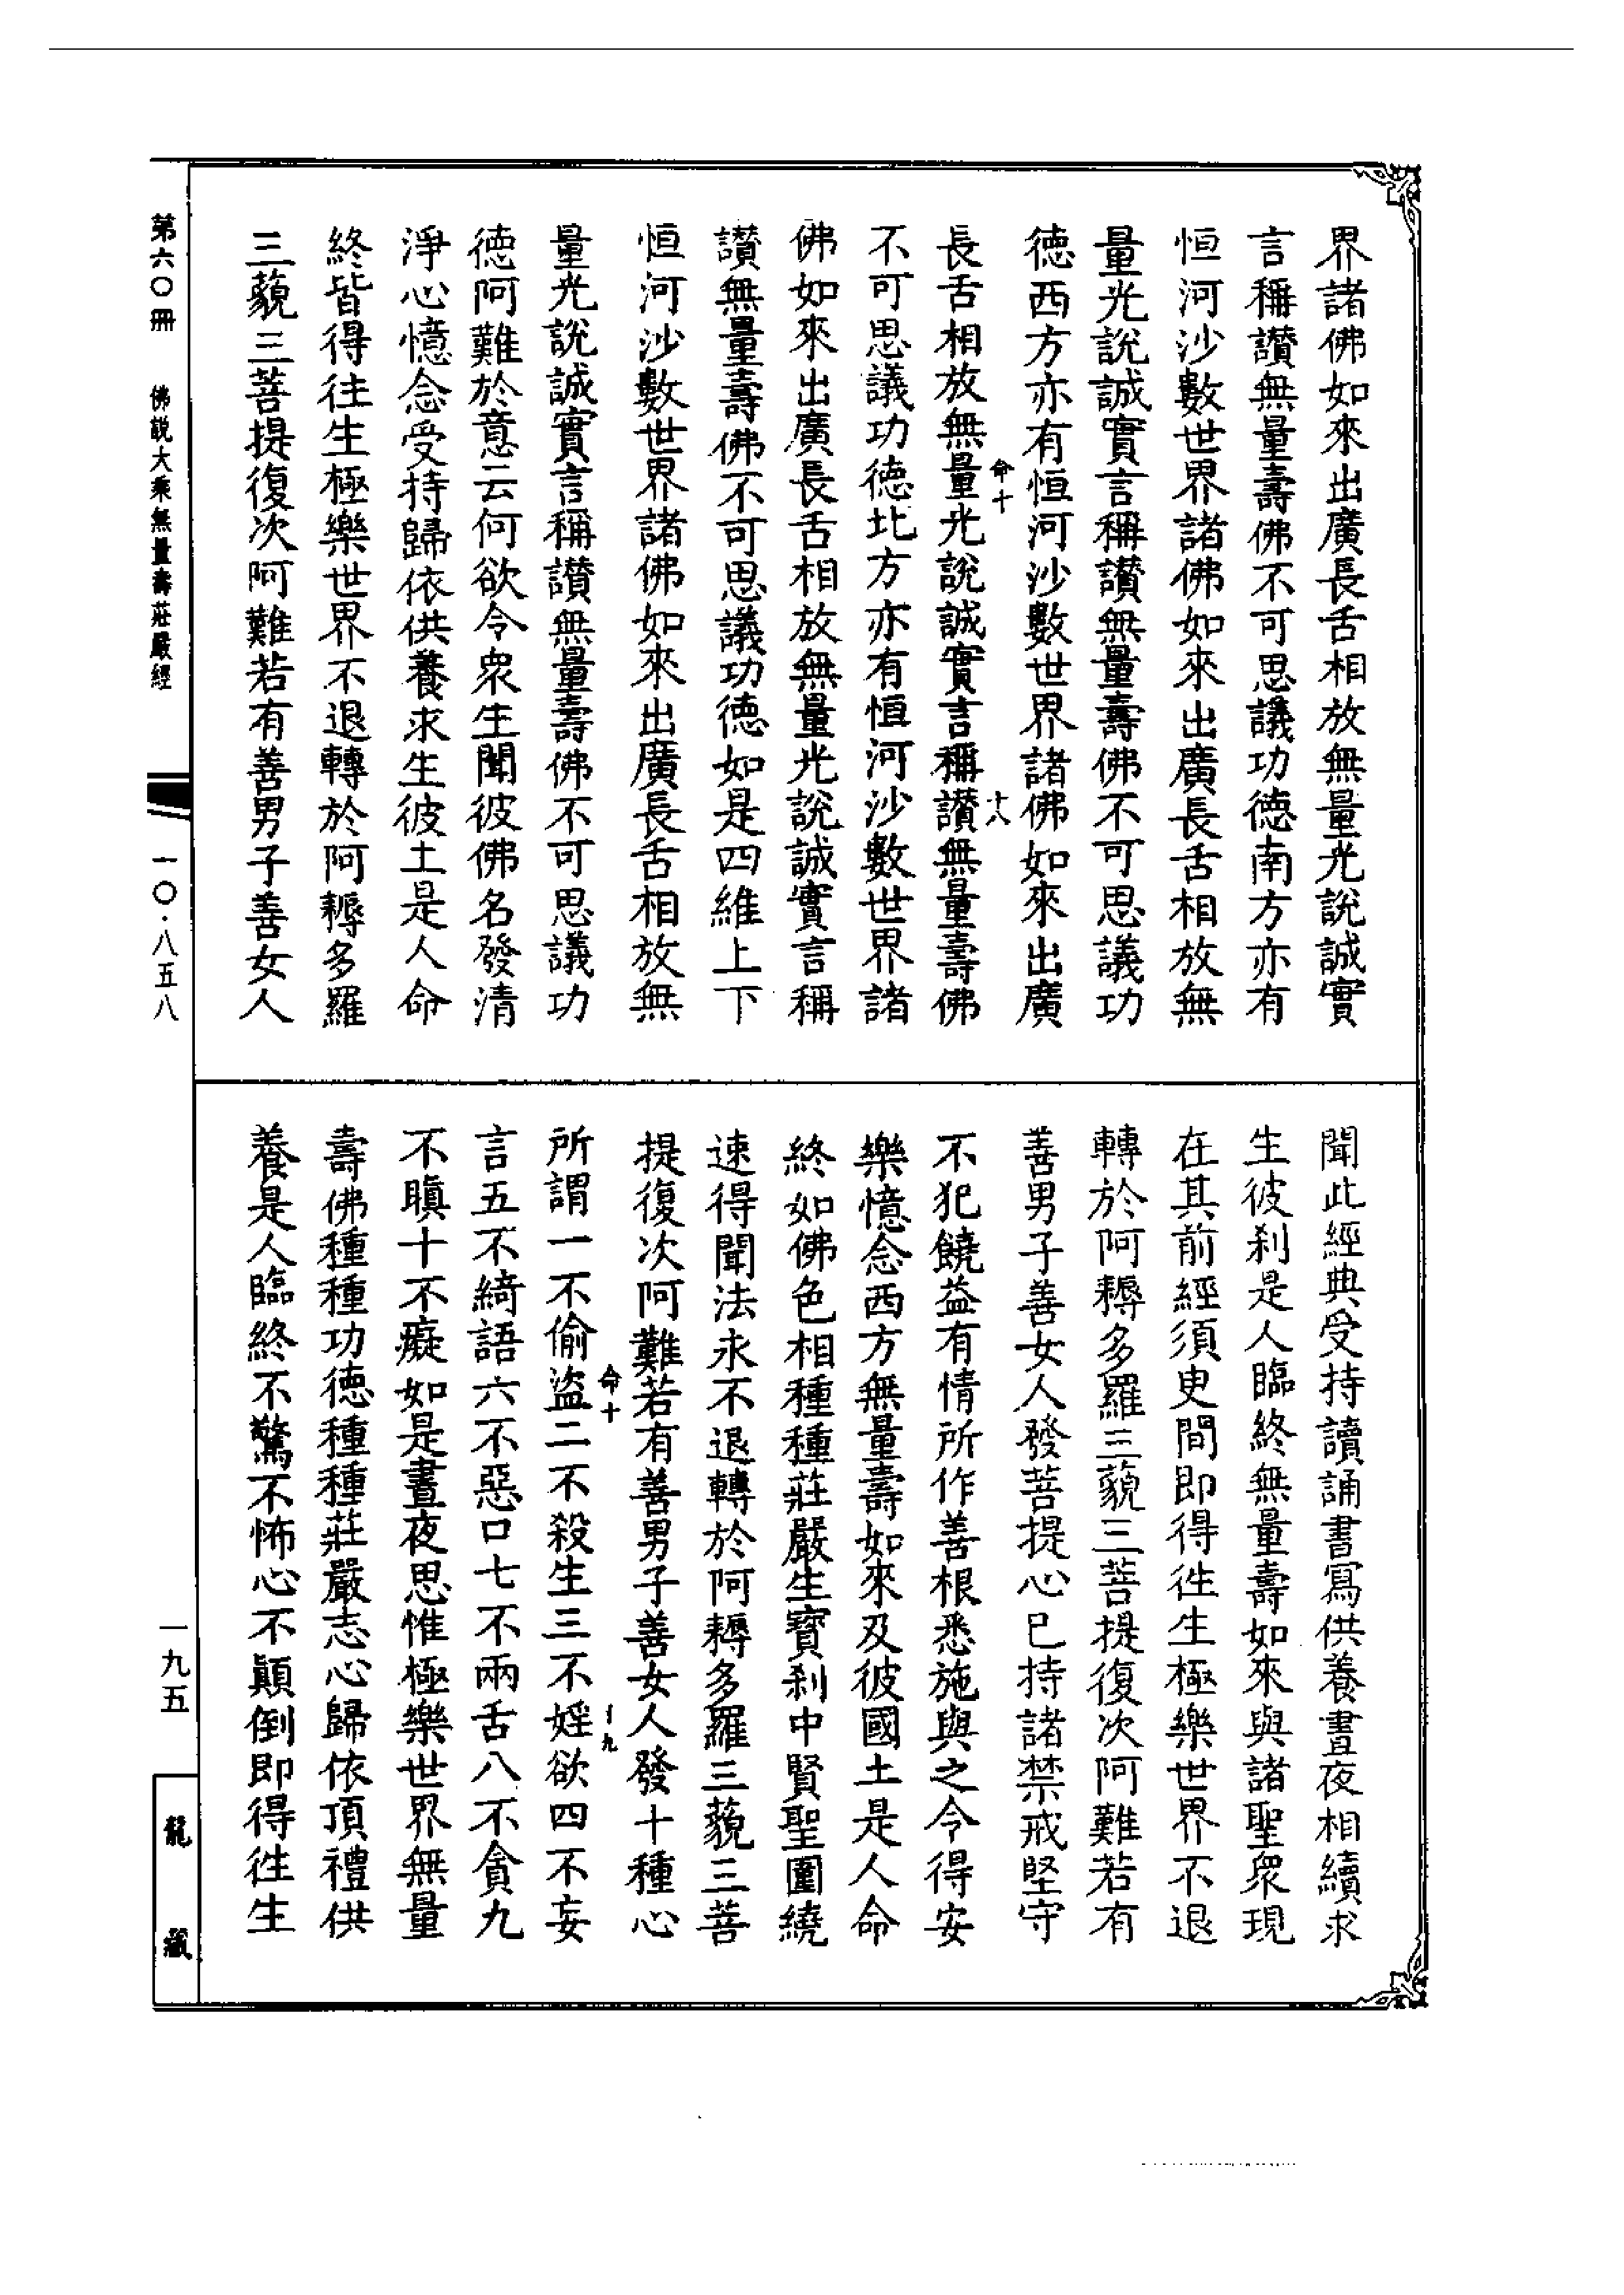 界諸佛如來出廣長舌相放無量光說誠實
言稱讚無量壽佛不可思議功德南方亦有
恒河沙數世界諸佛如來出廣長舌相放無
量光說誠實言稱讚無量壽佛不可思議功
德西方亦有恒河沙數世界諸佛如來出廣
命十
十八
長舌相放無量光說誠實言稱讚無量壽佛
不可思議功德北方亦有恒河沙數世界諸
佛如來出廣長舌相放無量光說誠實言稱
讚無量壽佛不可思議功德如是四維上下
恒河沙數世界諸佛如來出廣長舌相放無
量光說誠實言稱讚無量壽佛不可思議功
德阿難於意云何欲令衆生聞彼佛名發清
淨心憶念受持歸依供養求生彼土是人命
終皆得往生極樂世界不退轉於阿耨多羅
三藐三菩提復次阿難若有善男子善女人
聞此經典受持讀誦書寫供養晝夜相續求
生彼刹是人臨終無量壽如來與諸聖衆現
在其前經須臾間即得徃生極樂世界不退
轉於阿耨多羅三藐三菩提復次阿難若有
善男子善女人發菩提心已持諸禁戒堅守
不犯饒益有情所作善根悉施與之令得安
樂憶念西方無量壽如來及彼國土是人命
終如佛色相種種莊嚴生寶刹中賢聖圍繞
速得聞法永不退轉於阿耨多羅三藐三菩
提復次阿難若有善男子善女人發十種心
命十
十九
所謂一不偷盜二不殺生三不婬欲四不妄
言五不綺語六不惡口七不兩舌八不貪九
不瞋十不癡如是晝夜思惟極樂世界無量
壽佛種種功德種種莊嚴志心歸依頂禮供
養是人臨終不驚不怖心不顛倒即得徃生
第六〇冊　佛説大乘無量壽莊嚴經
一〇・八五八
一九五
龍藏